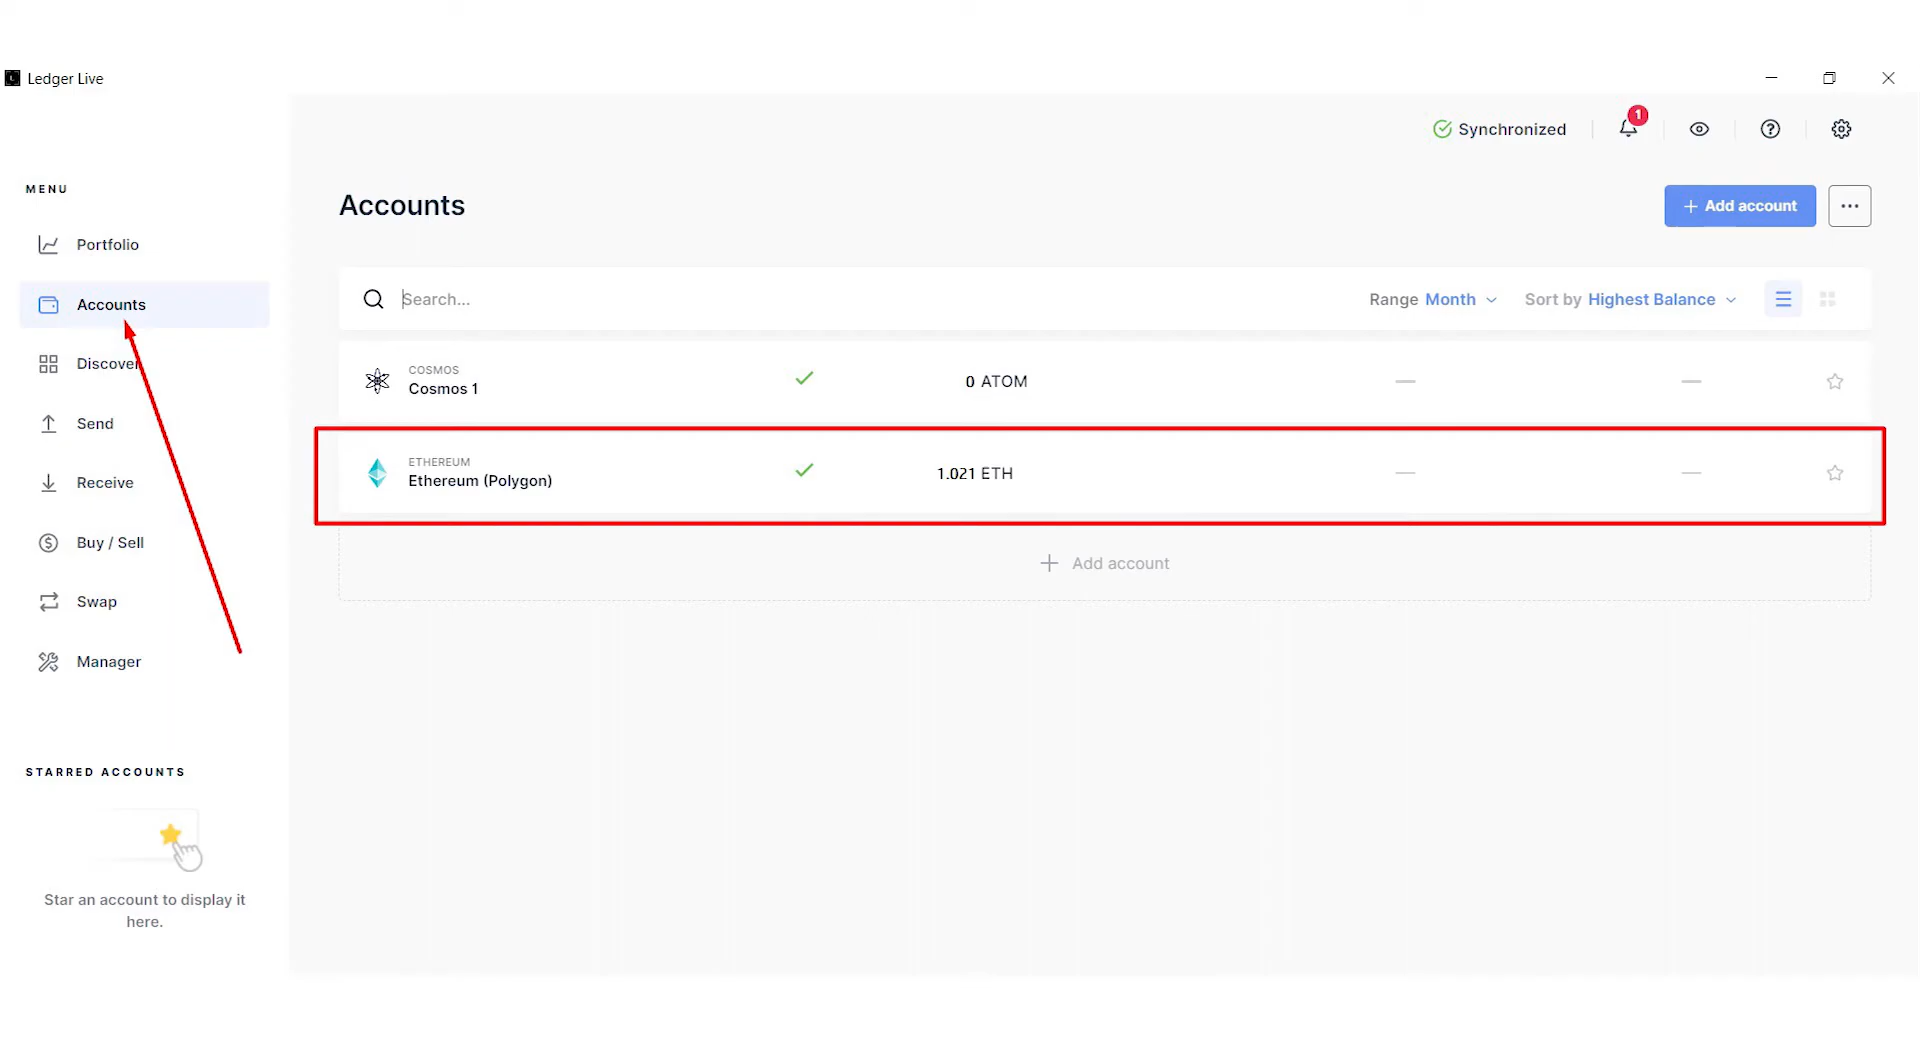 Ledger Live
Synchronized
1
MENU
Portfolio
Accounts
Discover
Send
Receive
Buy / Sell
Swap
Manager
STARRED ACCOUNTS
Star an account to display it
here.
Accounts
+ Add account
...
Search...
Range Month
Sort by Highest Balance
COSMOS
Cosmos 1
0 ATOM
—
—
ETHEREUM
Ethereum (Polygon)
1.021 ETH
—
—
+ Add account